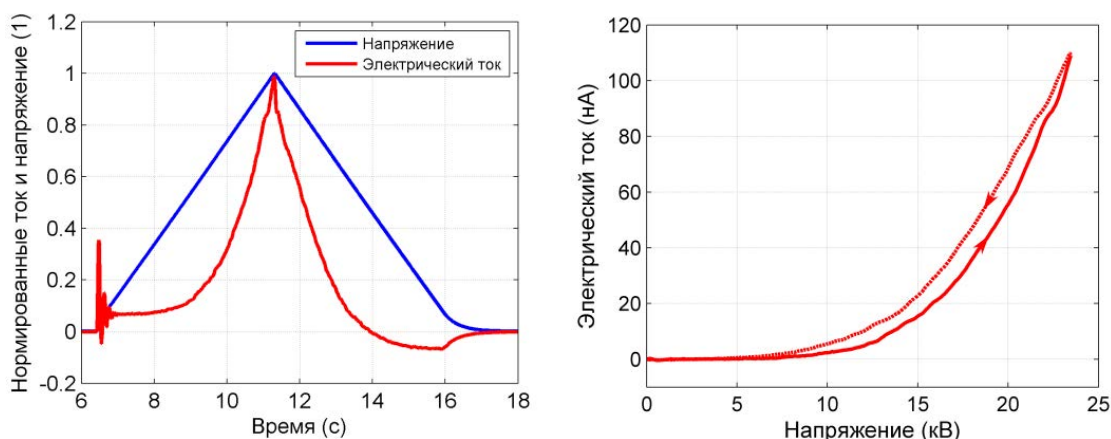 Нормированные ток и напряжение (1)
1.2
1
0.8
0.6
0.4
0.2
0
-0.2
6 8 10 12 14 16 18
Время (с)
Напряжение
Электрический ток
Электрический ток (нА)
120
100
80
60
40
20
0
0 5 10 15 20 25
Напряжение (кВ)